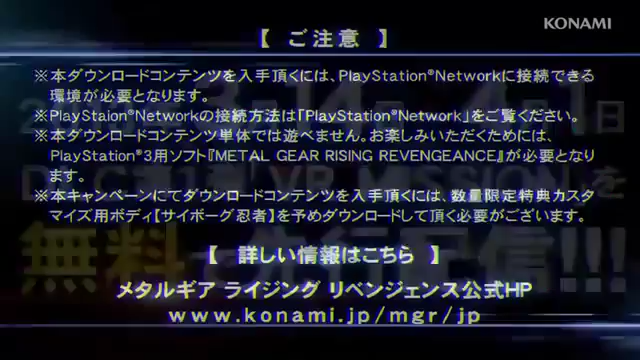 KONAMI
【 ご注意 】
※本ダウンロードコンテンツを入手頂くには、PlayStation®Networkに接続できる
環境が必要となります。
※PlayStaion®Networkの接続方法は「PlayStation®Network」をご覧ください。
※本ダウンロードコンテンツ単体では遊べません。お楽しみいただくためには、
PlayStation®3用ソフト『METAL GEAR RISING REVENGEANCE』が必要となり
ます。
※本キャンペーンにてダウンロードコンテンツを入手頂くには、数量限定特典カスタ
マイズ用ボディ【サイボーグ忍者】を予めダウンロードして頂く必要がございます。
【 詳しい情報はこちら 】
メタルギア ライジング リベンジェンス公式HP
www.konami.jp/mgr/jp